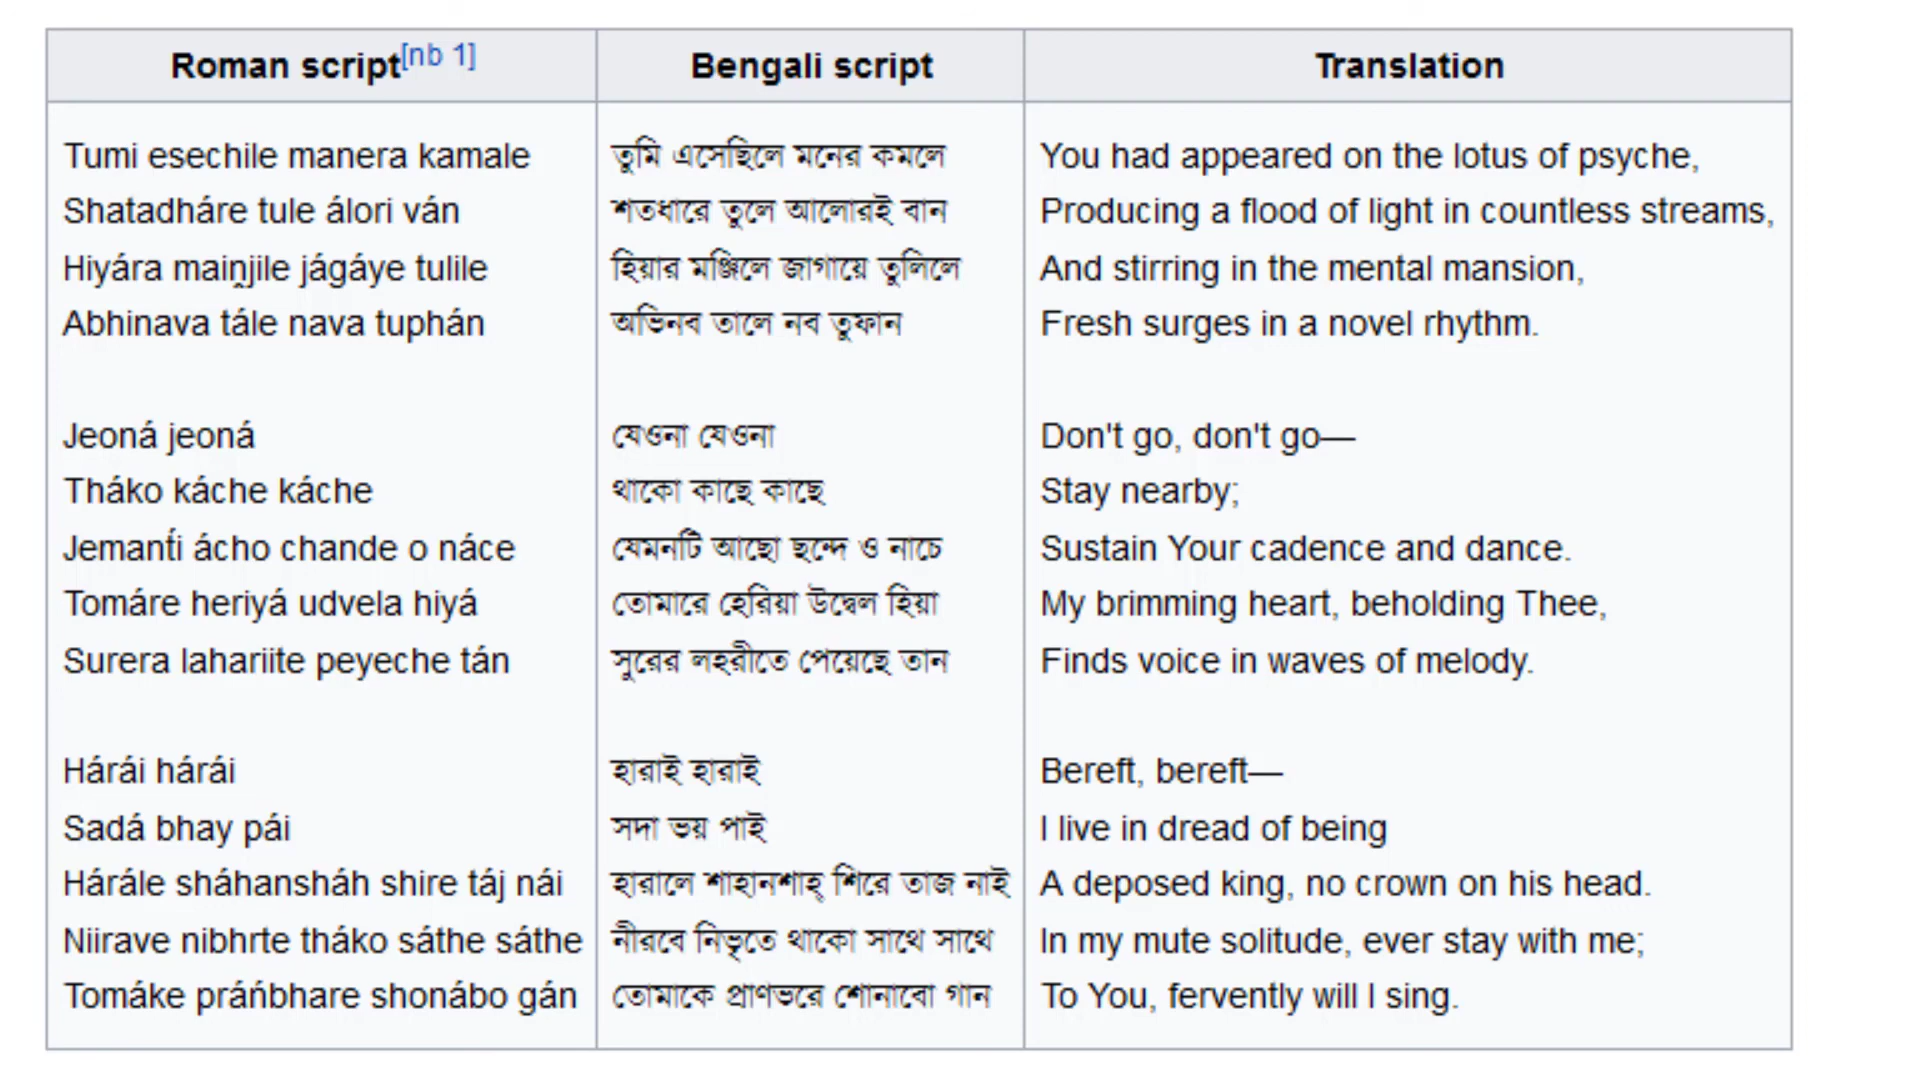 Roman script[nb 1] Bengali script Translation
Tumi esechile manera kamale তুমি এসেছিলে মনের কমলে You had appeared on the lotus of psyche,
Shatadháre tule álori ván শতধারে তুলে আলোরই বান Producing a flood of light in countless streams,
Hiyára maiṋjile jágáye tulile হিয়ার মঞ্জিলে জাগায়ে তুলিলে And stirring in the mental mansion,
Abhinava tále nava tuphán অভিনব তালে নব তুফান Fresh surges in a novel rhythm.
Jeoná jeoná যেওনা যেওনা Don't go, don't go—
Tháko káche káche থাকো কাছে কাছে Stay nearby;
Jemant́i ácho chande o náce যেমনটি আছো ছন্দে ও নাচে Sustain Your cadence and dance.
Tomáre heriyá udvela hiyá তোমারে হেরিয়া উদ্বেল হিয়া My brimming heart, beholding Thee,
Surera lahariite peyeche tán সুরের লহরীতে পেয়েছে তান Finds voice in waves of melody.
Hárái hárái হারাই হারাই Bereft, bereft—
Sadá bhay pái সদা ভয় পাই I live in dread of being
Hárále sháhansháh shire táj nái হারালে শাহানশাহ্ শিরে তাজ নাই A deposed king, no crown on his head.
Niirave nibhrte tháko sáthe sáthe নীরবে নিভৃতে থাকো সাথে সাথে In my mute solitude, ever stay with me;
Tomáke práńbhare shonábo gán তোমাকে প্রাণভরে শোনাবো গান To You, fervently will I sing.